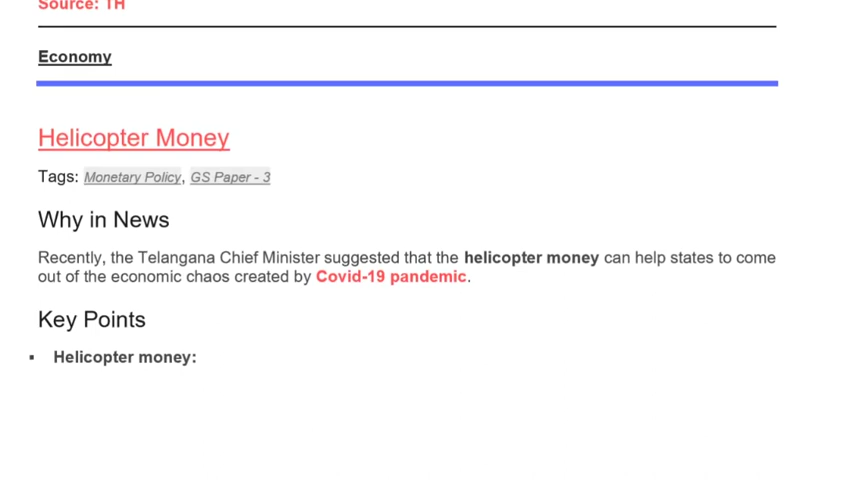 Source: TH
Economy
Helicopter Money
Tags: Monetary Policy, GS Paper - 3
Why in News
Recently, the Telangana Chief Minister suggested that the helicopter money can help states to come
out of the economic chaos created by Covid-19 pandemic.
Key Points
▪ Helicopter money: